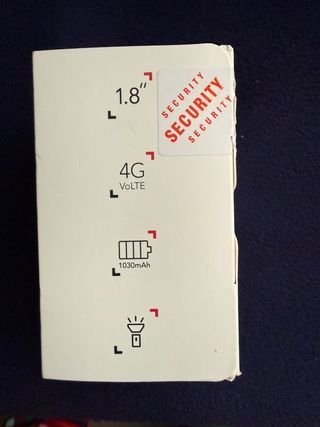 1.8”
SECURITY
SECURITY
SECURITY
4G
VoLTE
1030mAh